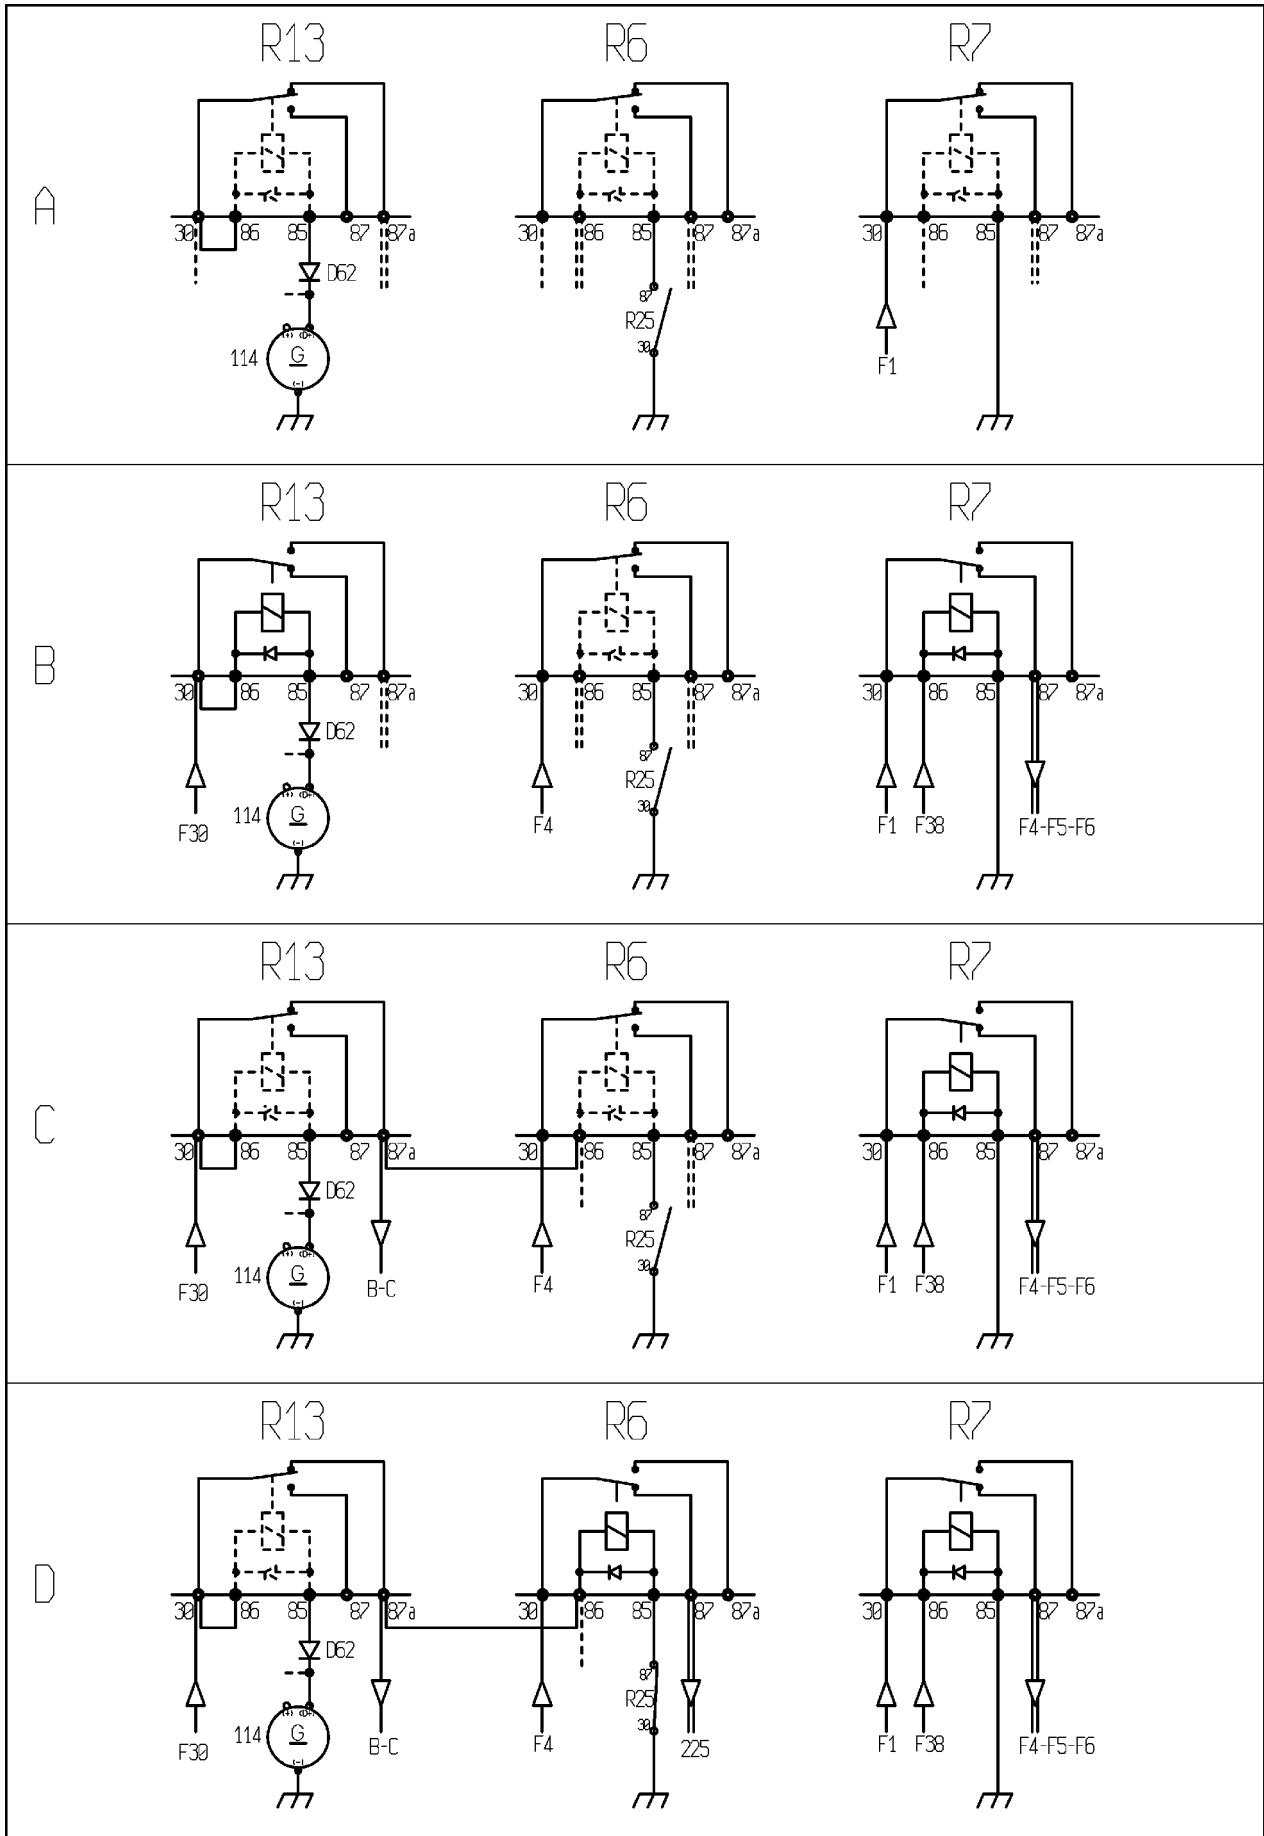 R13 R6 R7
A
30 86 85 87 87a 30 86 85 87 87a 30 86 85 87 87a
D62
87
R25
30
(+) (D+)
114 G
(-)
F1
R13 R6 R7
B
30 86 85 87 87a 30 86 85 87 87a 30 86 85 87 87a
D62
87
R25
30
(+) (D+)
114 G
(-)
F30 F4 F1 F38 F4-F5-F6
R13 R6 R7
C
30 86 85 87 87a 30 86 85 87 87a 30 86 85 87 87a
D62
87
R25
30
(+) (D+)
114 G
(-)
F30 B-C F4 F1 F38 F4-F5-F6
R13 R6 R7
D
30 86 85 87 87a 30 86 85 87 87a 30 86 85 87 87a
D62
87
R25
30
(+) (D+)
114 G
(-)
F30 B-C F4 225 F1 F38 F4-F5-F6